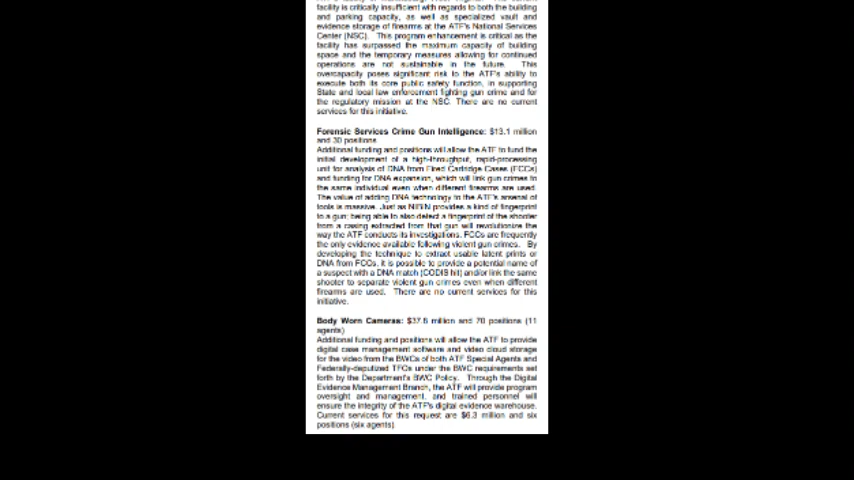 facility is critically insufficient with regards to both the building
and parking capacity, as well as specialized vault and
evidence storage of firearms at the ATF's National Services
Center (NSC). This program enhancement is critical as the
facility has surpassed the maximum capacity of building
space and the temporary measures allowing for continued
operations are not sustainable in the future. This
overcapacity poses significant risk to the ATF's ability to
execute both its core public safety function, in supporting
State and local law enforcement fighting gun crime and for
the regulatory mission at the NSC. There are no current
services for this initiative.
Forensic Services Crime Gun Intelligence: $13.1 million
and 30 positions
Additional funding and positions will allow the ATF to fund the
initial development of a high-throughput, rapid-processing
unit for analysis of DNA from Fired Cartridge Cases (FCCs)
and funding for DNA expansion, which will link gun crimes to
the same individual even when different firearms are used.
The value of adding DNA technology to the ATF's arsenal of
tools is massive. Just as NIBIN provides a kind of fingerprint
to a gun; being able to also detect a fingerprint of the shooter
from a casing extracted from that gun will revolutionize the
way the ATF conducts its investigations. FCCs are frequently
the only evidence available following violent gun crimes. By
developing the technique to extract usable latent prints or
DNA from FCCs, it is possible to provide a potential name of
a suspect with a DNA match (CODIS hit) and/or link the same
shooter to separate violent gun crimes even when different
firearms are used. There are no current services for this
initiative.
Body Worn Cameras: $37.6 million and 70 positions (11
agents)
Additional funding and positions will allow the ATF to provide
digital case management software and video cloud storage
for the video from the BWCs of both ATF Special Agents and
Federally-deputized TFOs under the BWC requirements set
forth by the Department's BWC Policy. Through the Digital
Evidence Management Branch, the ATF will provide program
oversight and management, and trained personnel will
ensure the integrity of the ATF's digital evidence warehouse.
Current services for this request are $6.3 million and six
positions (six agents)